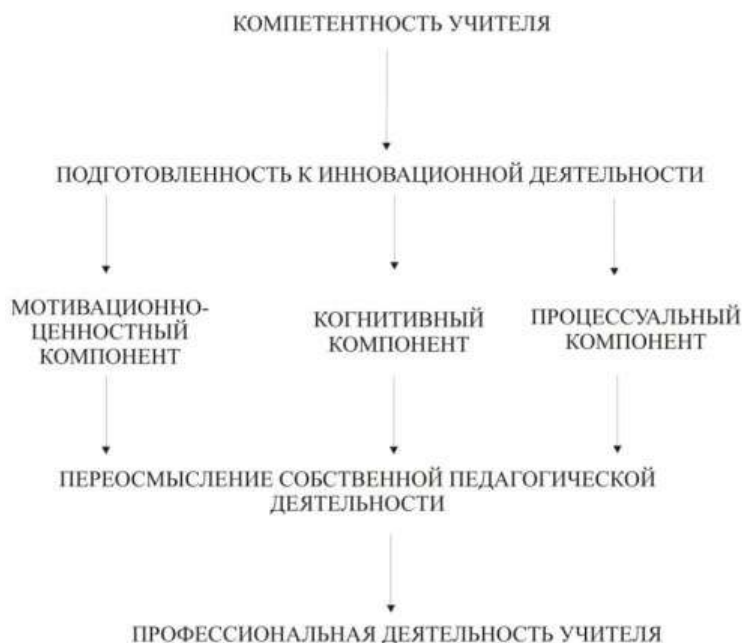 КОМПЕТЕНТНОСТЬ УЧИТЕЛЯ
ПОДГОТОВЛЕННОСТЬ К ИННОВАЦИОННОЙ ДЕЯТЕЛЬНОСТИ
МОТИВАЦИОННО-
ЦЕННОСТНЫЙ
КОМПОНЕНТ
КОГНИТИВНЫЙ
КОМПОНЕНТ
ПРОЦЕССУАЛЬНЫЙ
КОМПОНЕНТ
ПЕРЕОСМЫСЛЕНИЕ СОБСТВЕННОЙ ПЕДАГОГИЧЕСКОЙ
ДЕЯТЕЛЬНОСТИ
ПРОФЕССИОНАЛЬНАЯ ДЕЯТЕЛЬНОСТЬ УЧИТЕЛЯ